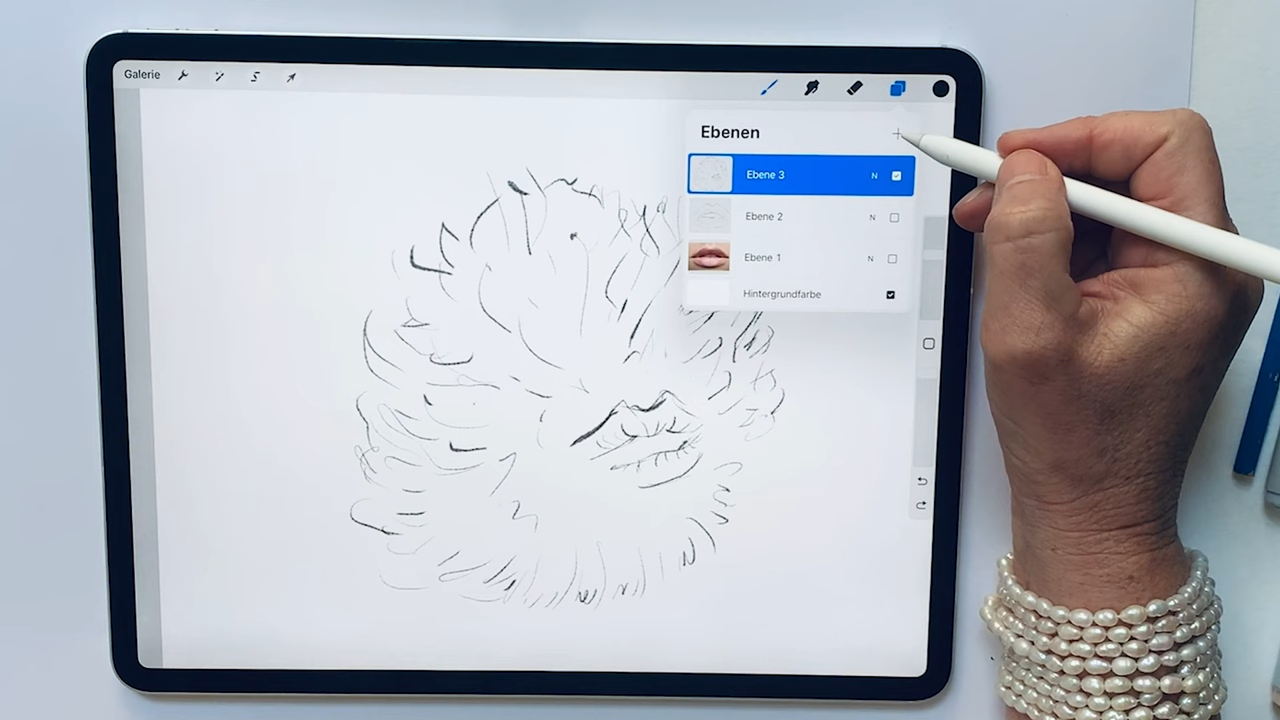 Galerie
Ebenen
Ebene 3 N
Ebene 2 N
Ebene 1 N
Hintergrundfarbe